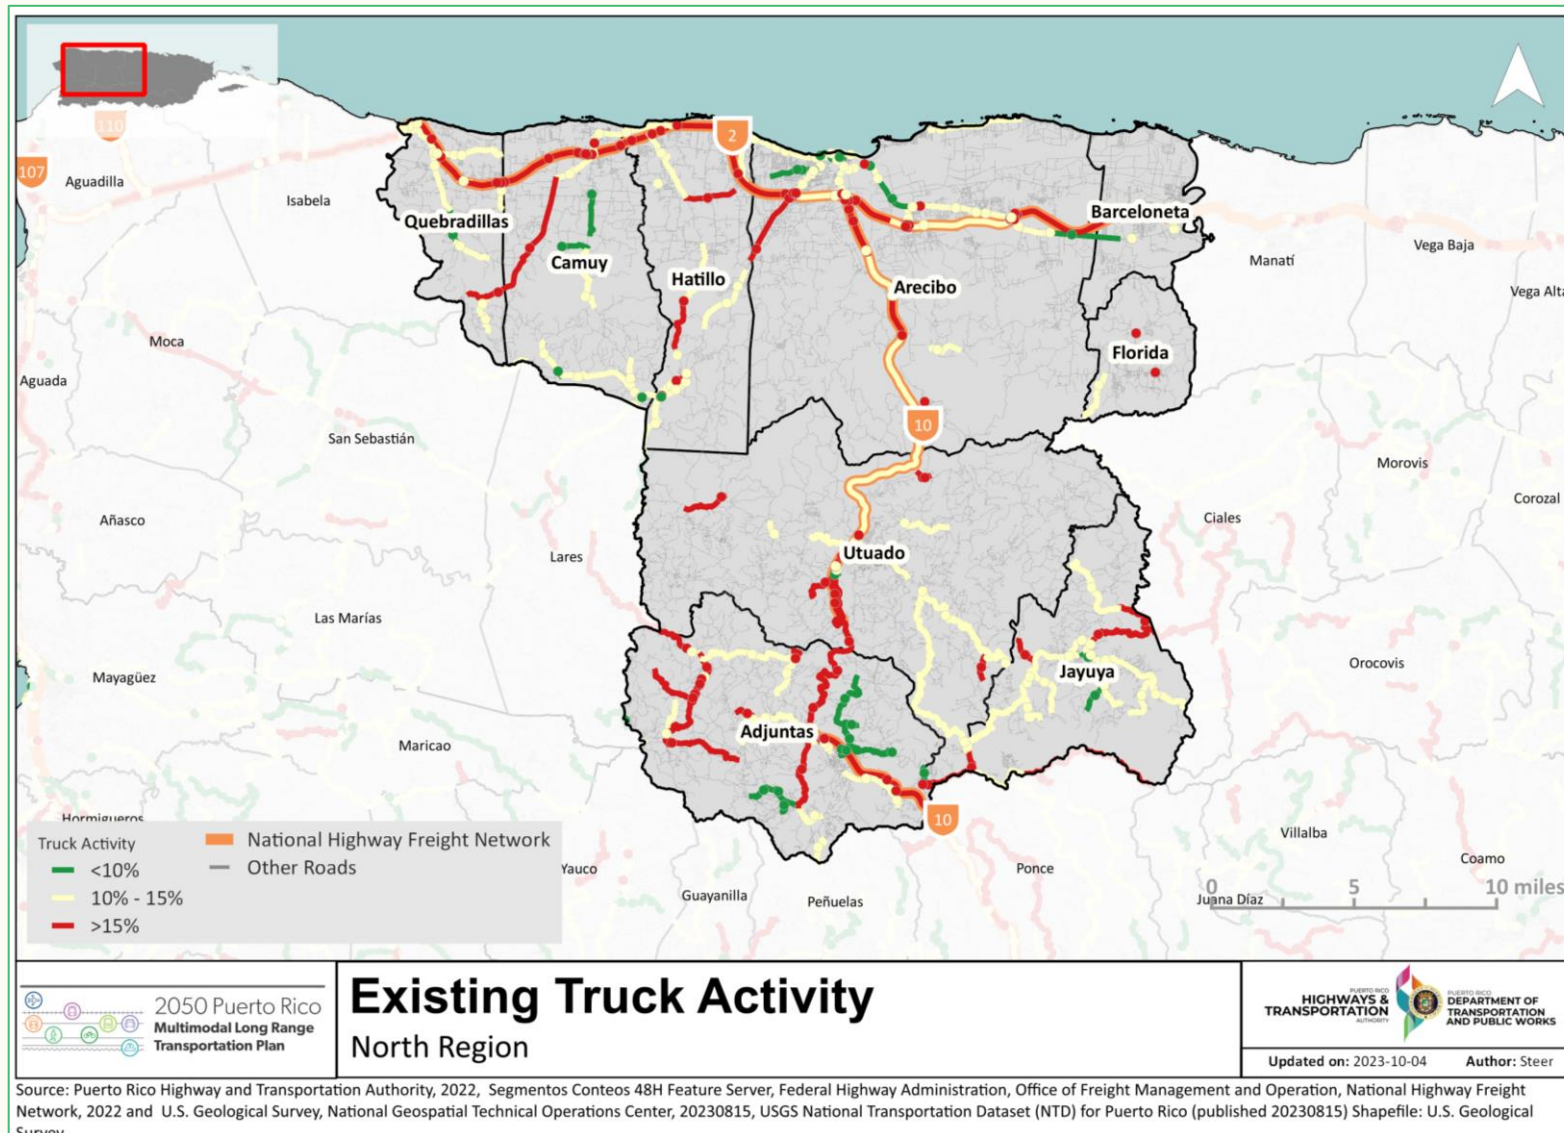 110
107
2
Aguadilla
Isabela
Quebradillas
Camuy
Hatillo
Arecibo
Barceloneta
Manatí
Vega Baja
Vega Alta
Moca
Aguada
Florida
10
San Sebastián
Morovis
Añasco
Ciales
Corozal
Lares
Utuado
Las Marías
Mayagüez
Jayuya
Orocovis
Adjuntas
Maricao
Hormigueros
10
Villalba
Coamo
Yauco
Ponce
Guayanilla
Peñuelas
Juana Díaz
0 5 10 miles
Truck Activity
<10%
10% - 15%
>15%
National Highway Freight Network
Other Roads
2050 Puerto Rico
Multimodal Long Range
Transportation Plan
Existing Truck Activity
North Region
PUERTO RICO
HIGHWAYS &
TRANSPORTATION
AUTHORITY
PUERTO RICO
DEPARTMENT OF
TRANSPORTATION
AND PUBLIC WORKS
Updated on: 2023-10-04 Author: Steer
Source: Puerto Rico Highway and Transportation Authority, 2022, Segmentos Conteos 48H Feature Server, Federal Highway Administration, Office of Freight Management and Operation, National Highway Freight
Network, 2022 and U.S. Geological Survey, National Geospatial Technical Operations Center, 20230815, USGS National Transportation Dataset (NTD) for Puerto Rico (published 20230815) Shapefile: U.S. Geological
Survey